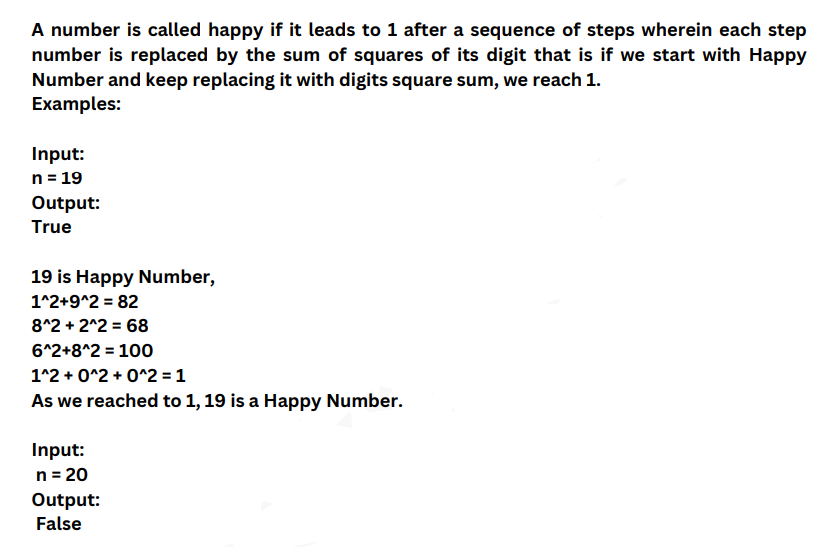 A number is called happy if it leads to 1 after a sequence of steps wherein each step
number is replaced by the sum of squares of its digit that is if we start with Happy
Number and keep replacing it with digits square sum, we reach 1.
Examples:
Input:
n = 19
Output:
True
19 is Happy Number,
1^2+9^2 = 82
8^2 + 2^2 = 68
6^2+8^2 = 100
1^2 + 0^2 + 0^2 = 1
As we reached to 1, 19 is a Happy Number.
Input:
n = 20
Output:
False